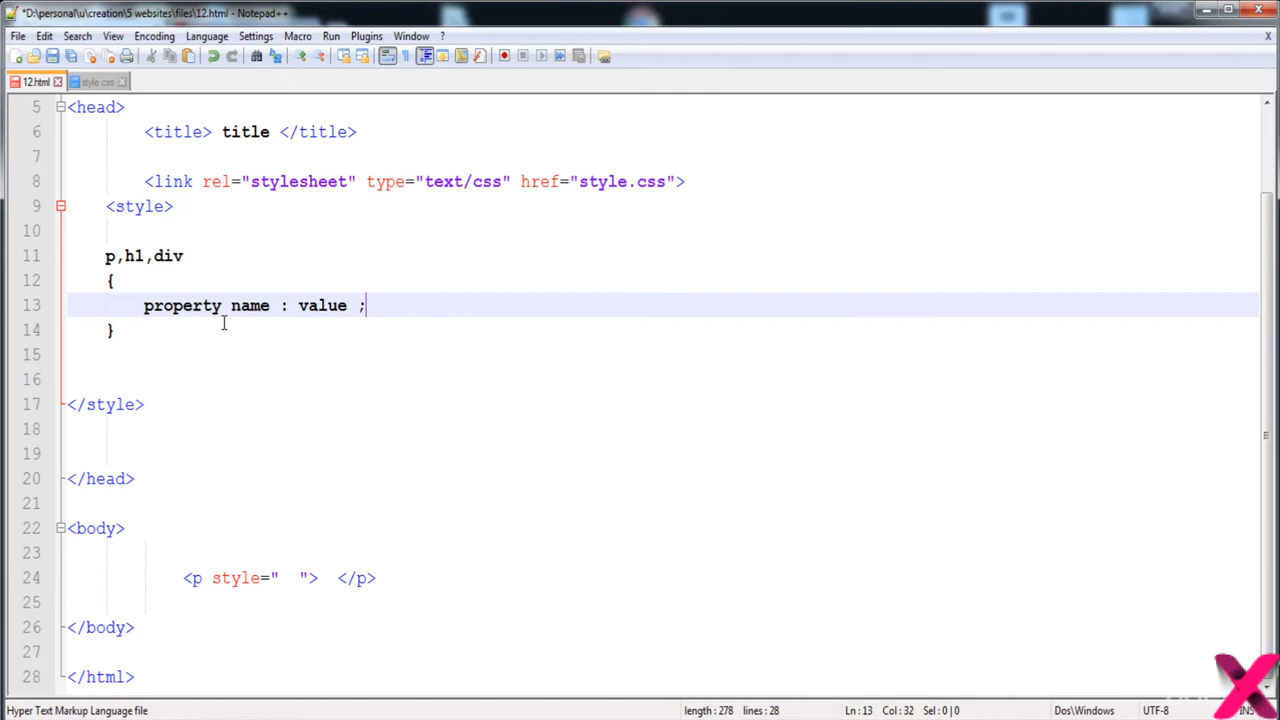 *D:\personal\u\creation\5 websites\files\12.html - Notepad++
File Edit Search View Encoding Language Settings Macro Run Plugins Window ? X
12.html style.css
5 <head>
6 <title> title </title>
7
8 <link rel="stylesheet" type="text/css" href="style.css">
9 <style>
10
11 p,h1,div
12 {
13 property name : value ;
14 }
15
16
17 </style>
18
19
20 </head>
21
22 <body>
23
24 <p style="  ">  </p>
25
26 </body>
27
28 </html>
Hyper Text Markup Language file length : 278 lines : 28 Ln : 13 Col : 32 Sel : 0 | 0 Dos\Windows UTF-8 INS